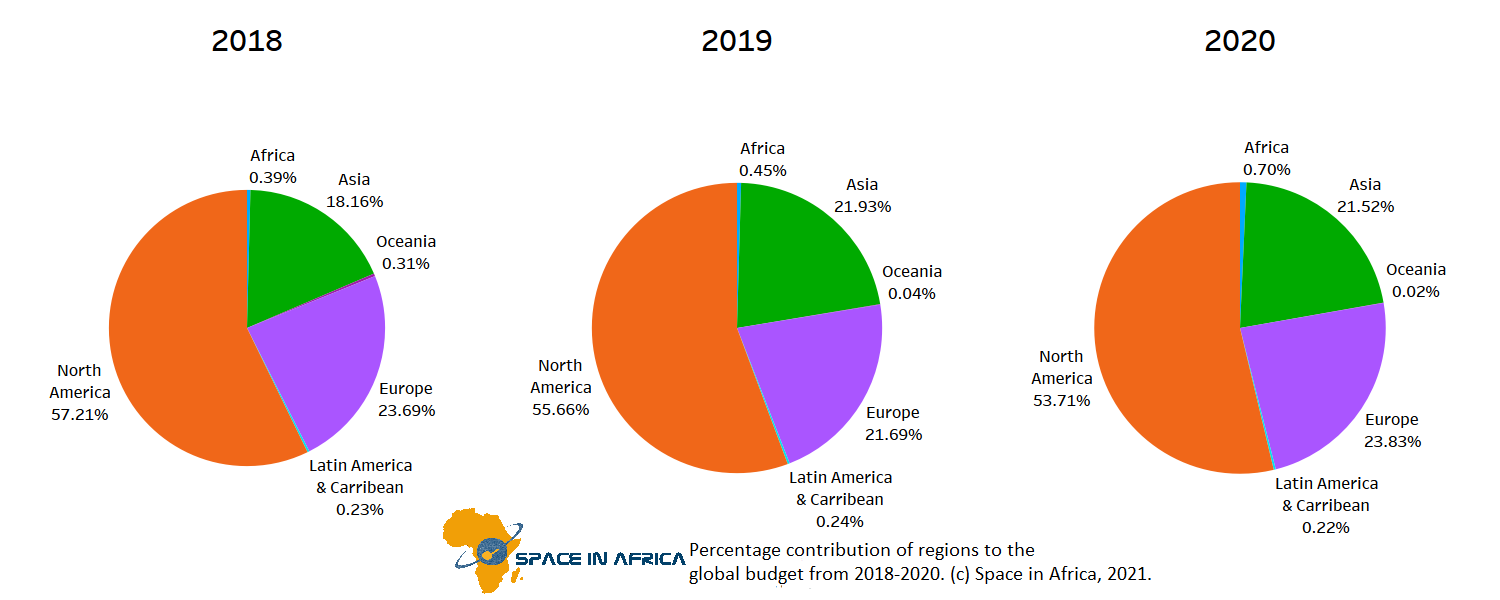 2018
Africa
0.39%
Asia
18.16%
Oceania
0.31%
Europe
23.69%
Latin America
& Carribean
0.23%
North
America
57.21%
2019
Africa
0.45%
Asia
21.93%
Oceania
0.04%
Europe
21.69%
Latin America
& Carribean
0.24%
North
America
55.66%
2020
Africa
0.70%
Asia
21.52%
Oceania
0.02%
Europe
23.83%
Latin America
& Carribean
0.22%
North
America
53.71%
SPACE IN AFRICA
Percentage contribution of regions to the
global budget from 2018-2020. (c) Space in Africa, 2021.